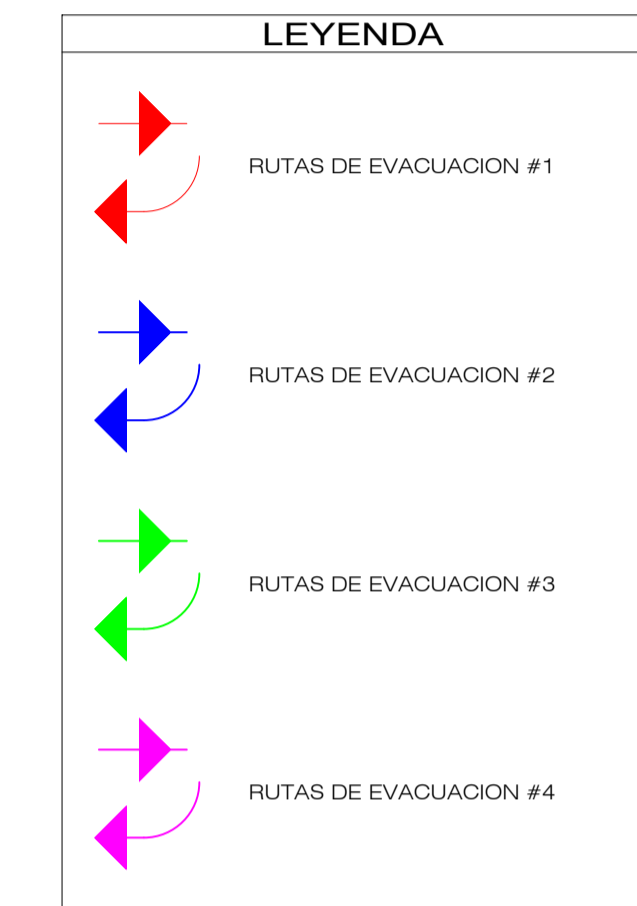 LEYENDA
RUTAS DE EVACUACION #1
RUTAS DE EVACUACION #2
RUTAS DE EVACUACION #3
RUTAS DE EVACUACION #4